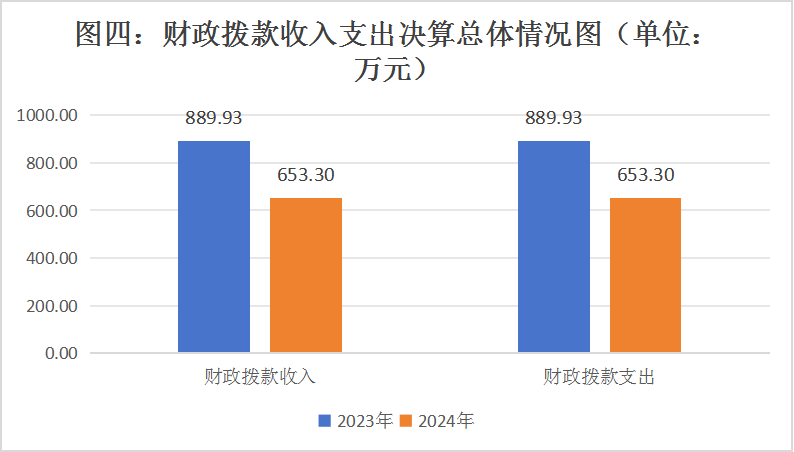 图四：财政拨款收入支出决算总体情况图（单位：
万元）
1000.00
800.00
600.00
400.00
200.00
0.00
889.93
653.30
889.93
653.30
财政拨款收入
财政拨款支出
2023年
2024年